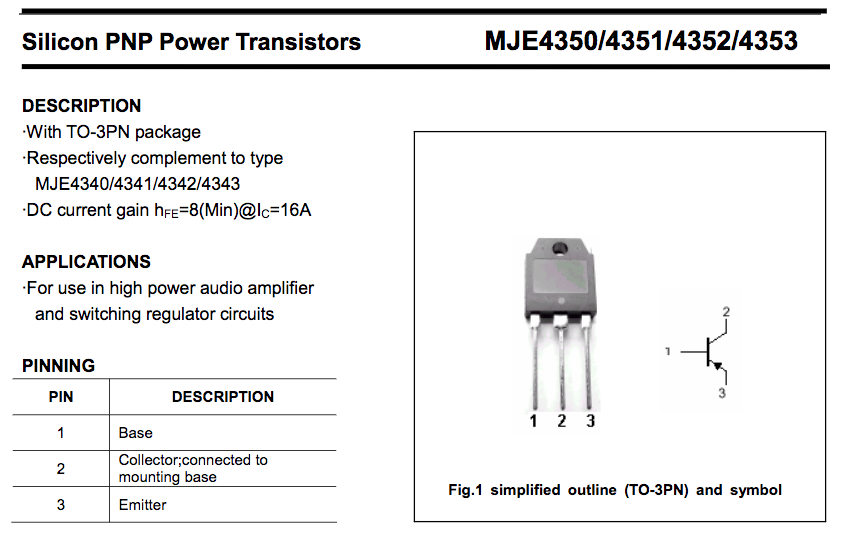 Silicon PNP Power Transistors
MJE4350/4351/4352/4353
DESCRIPTION
·With TO-3PN package
·Respectively complement to type
MJE4340/4341/4342/4343
·DC current gain hFE=8(Min)@IC=16A
APPLICATIONS
·For use in high power audio amplifier
and switching regulator circuits
PINNING
PIN DESCRIPTION
1 Base
2 Collector;connected to
mounting base
3 Emitter
1 2 3
2
1
3
Fig.1 simplified outline (TO-3PN) and symbol